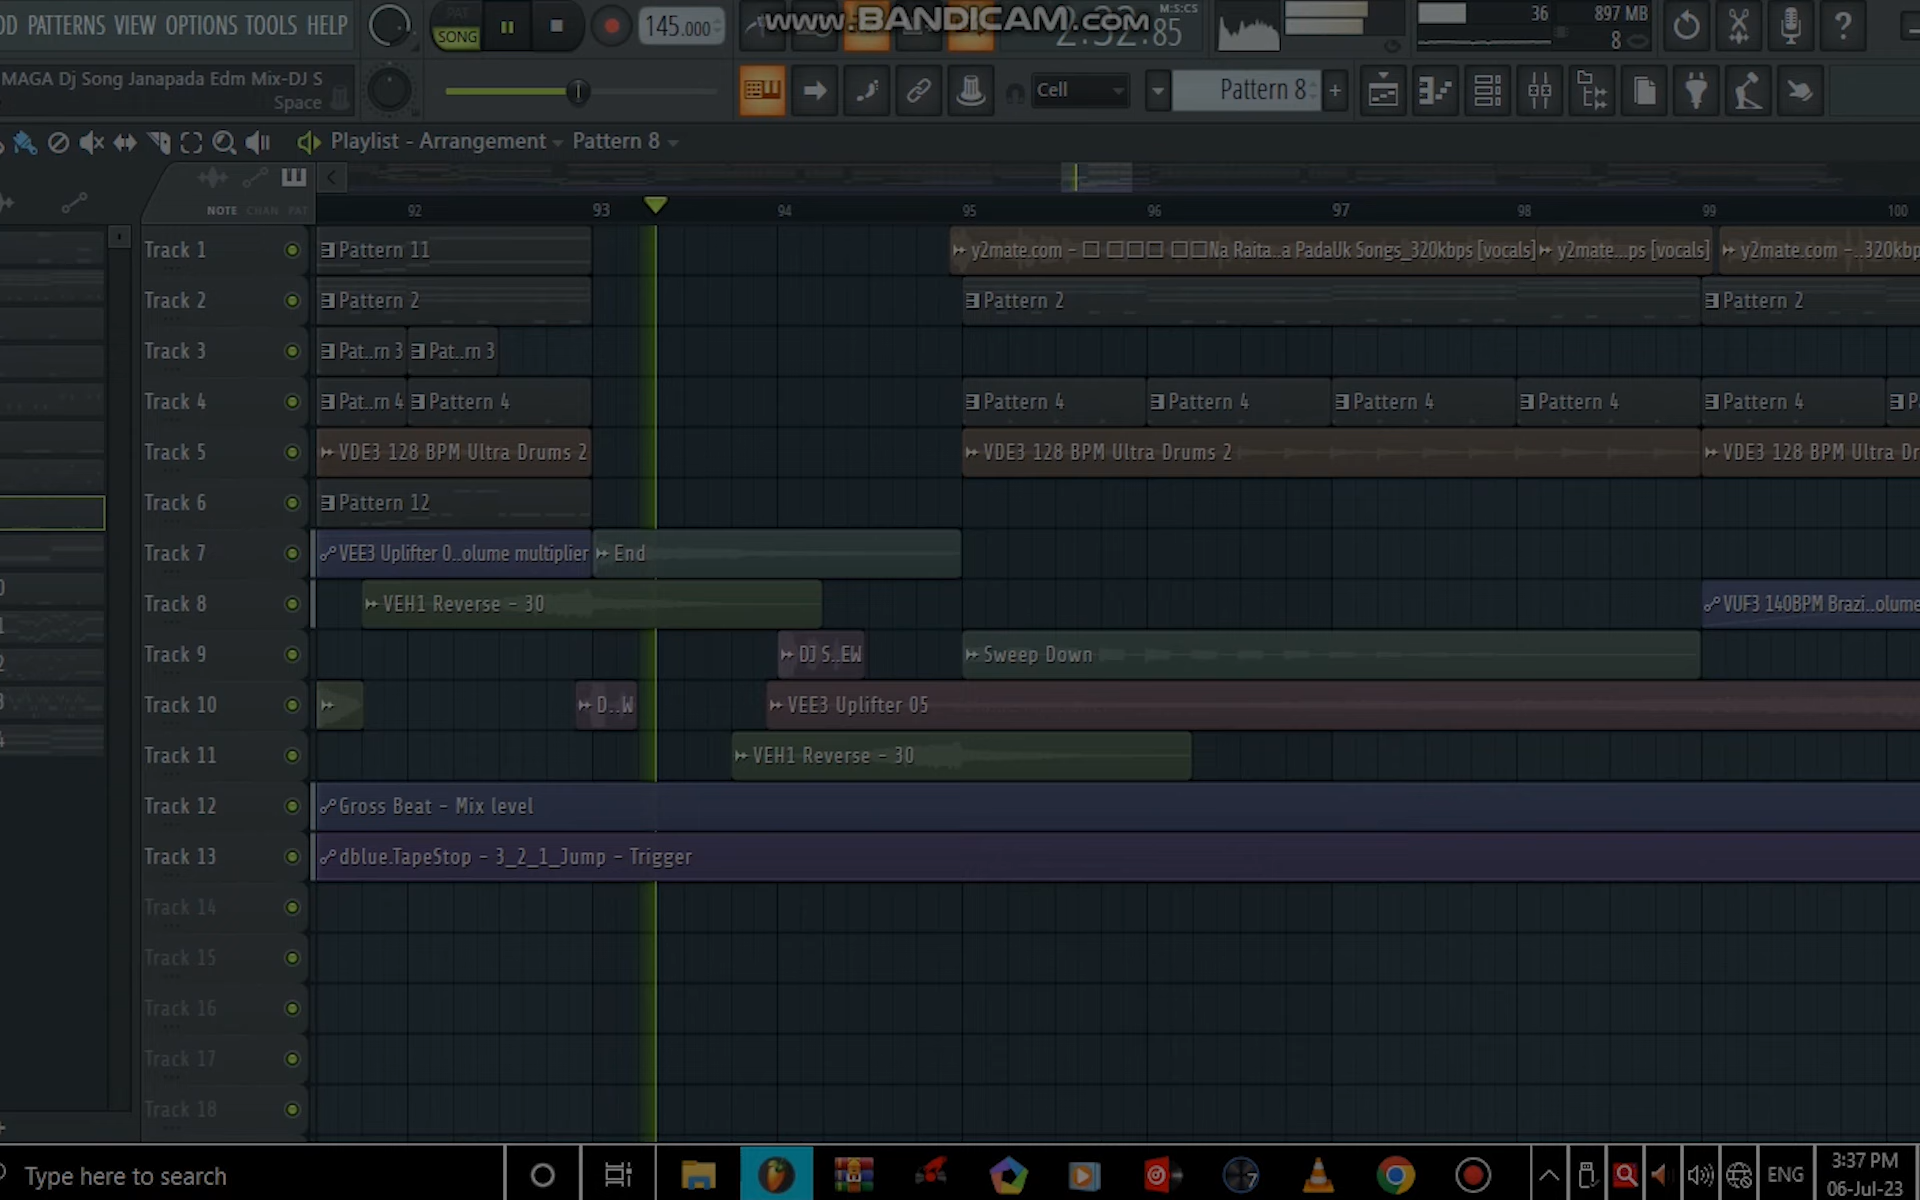 OD PATTERNS VIEW OPTIONS TOOLS HELP
PAT
SONG
145.000
www.BANDICAM.com
M:S:CS
2:32:85
36
897 MB
8
MAGA Dj Song Janapada Edm Mix-DJ S
Space
Cell
Pattern 8
Playlist - Arrangement
Pattern 8
NOTE CHAN PAT
92 93 94 95 96 97 98 99 100
Track 1
Pattern 11
y2mate.com - □ □□□ □□Na Raita..a PadaUk Songs_320kbps [vocals]
y2mate...ps [vocals]
y2mate.com -..320kbp
Track 2
Pattern 2
Pattern 2
Pattern 2
Track 3
Pat..rn 3
Pat..rn 3
Track 4
Pat..rn 4
Pattern 4
Pattern 4
Pattern 4
Pattern 4
Pattern 4
Pattern 4
P
Track 5
VDE3 128 BPM Ultra Drums 2
VDE3 128 BPM Ultra Drums 2
VDE3 128 BPM Ultra Dr
Track 6
Pattern 12
Track 7
VEE3 Uplifter 0..olume multiplier
End
Track 8
VEH1 Reverse - 30
VUF3 140BPM Brazi..olume
Track 9
DJ S..EW
Sweep Down
Track 10
D..W
VEE3 Uplifter 05
Track 11
VEH1 Reverse - 30
Track 12
Gross Beat - Mix level
Track 13
dblue.TapeStop - 3_2_1_Jump - Trigger
Track 14
Track 15
Track 16
Track 17
Track 18
Type here to search
ENG
3:37 PM
06-Jul-23